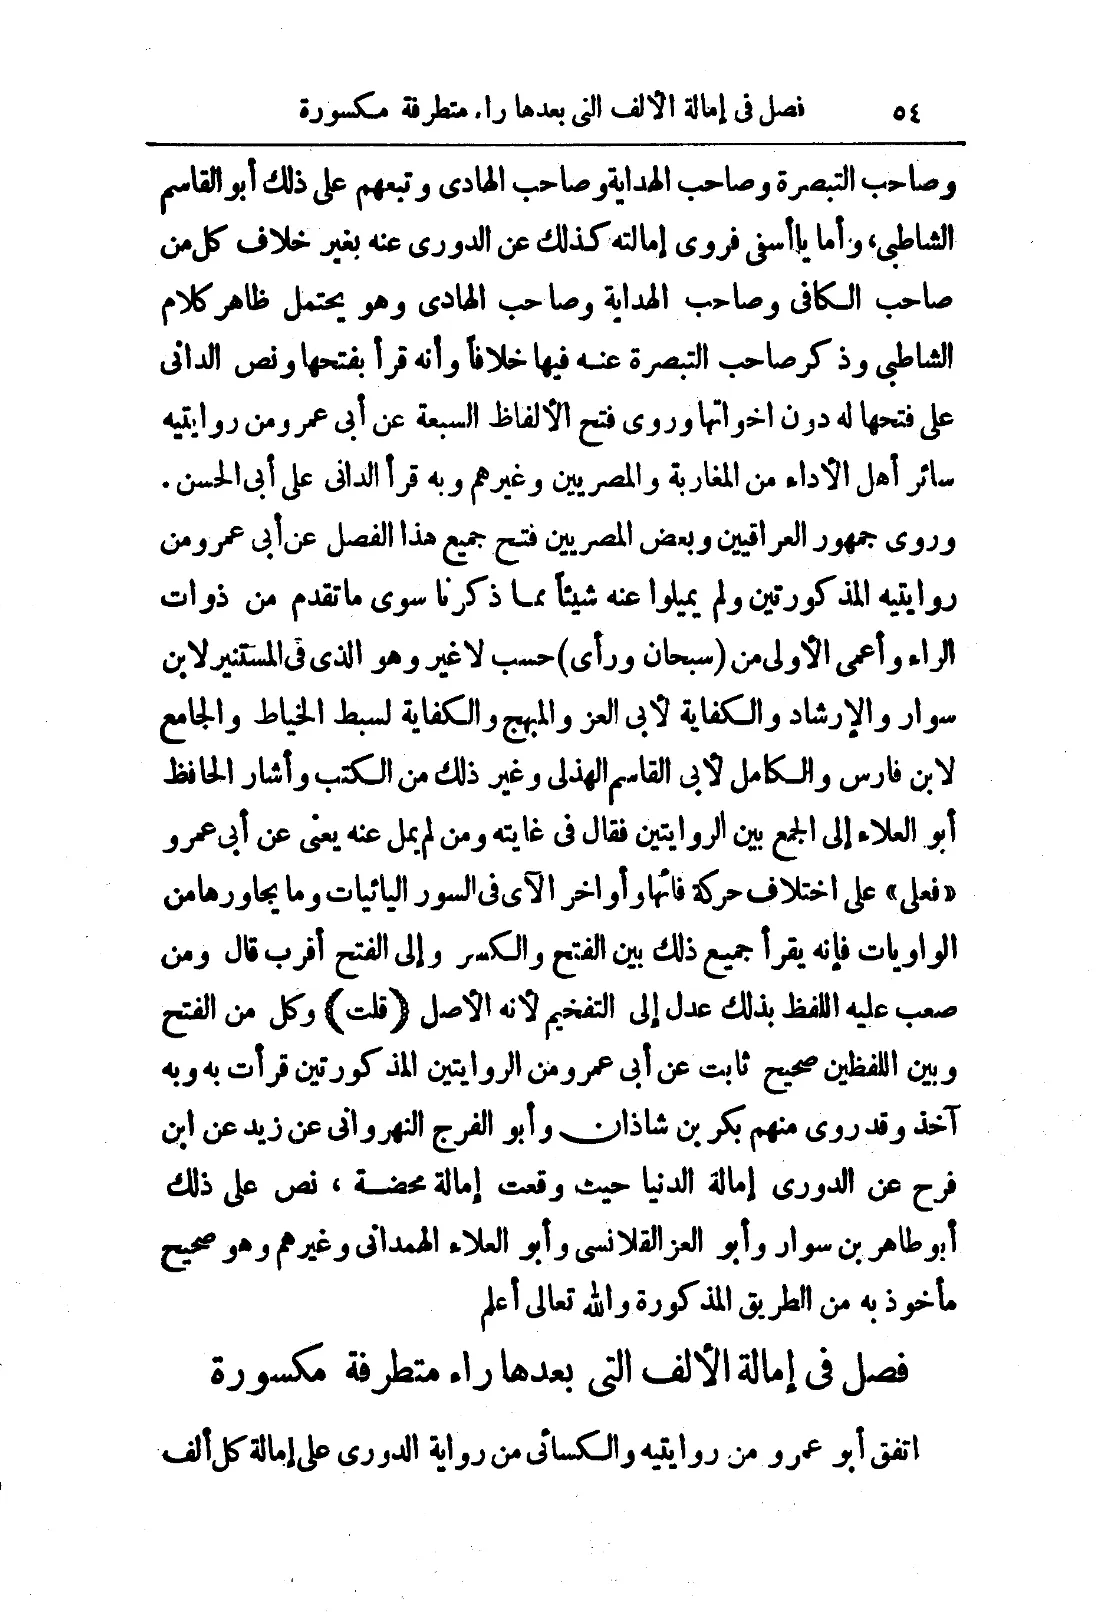 ٥٤ فصل فى إمالة الألف التى بعدها راء متطرفة مكسورة
وصاحب التبصرة وصاحب الهداية وصاحب الهادى وتبعهم على ذلك أبو القاسم
الشاطبى، وأما ياأسفى فروى إمالته كذلك عن الدورى عنه بغير خلاف كل من
صاحب الكافى وصاحب الهداية وصاحب الهادى وهو يحتمل ظاهر كلام
الشاطبى وذكر صاحب التبصرة عنه فيها خلافاً وأنه قرأ بفتحها ونص الدانى
على فتحها له دون اخواتها وروى فتح الألفاظ السبعة عن أبى عمرو من روايتيه
سائر أهل الأداء من المغاربة والمصريين وغيرهم وبه قرأ الدانى على أبى الحسن .
وروى جمهور العراقيين وبعض المصريين فتح جميع هذا الفصل عن أبى عمرو من
روايتيه المذكورتين ولم يميلوا عنه شيئاً مما ذكرنا سوى ما تقدم من ذوات
الراء وأعمى الأولى من (سبحان ورأى) حسب لا غير وهو الذى فى المستنير لابن
سوار والإرشاد والكفاية لأبى العز والمبهج والكفاية لسبط الخياط والجامع
لابن فارس والكامل لأبى القاسم الهذلى وغير ذلك من الكتب وأشار الحافظ
أبو العلاء إلى الجمع بين الروايتين فقال فى غايته ومن لم يمل عنه يعنى عن أبى عمرو
«فعلى» على اختلاف حركة فائها وأواخر الآى فى السور اليائيات وما يجاورها من
الواويات فإنه يقرأ جميع ذلك بين الفتح والكسر وإلى الفتح أقرب قال ومن
صعب عليه اللفظ بذلك عدل إلى التفخيم لأنه الأصل (قلت) وكل من الفتح
وبين اللفظين صحيح ثابت عن أبى عمرو من الروايتين المذكورتين قرأت به وبه
آخذ وقد روى منهم بكر بن شاذان وأبو الفرج النهروانى عن زيد عن ابن
فرح عن الدورى إمالة الدنيا حيث وقعت إمالة محضة ، نص على ذلك
أبو طاهر بن سوار وأبو العز القلانسى وأبو العلاء الهمدانى وغيرهم وهو صحيح
مأخوذ به من الطريق المذكورة والله تعالى أعلم
فصل فى إمالة الألف التى بعدها راء متطرفة مكسورة
اتفق أبو عمرو من روايتيه والكسائى من رواية الدورى على إمالة كل ألف